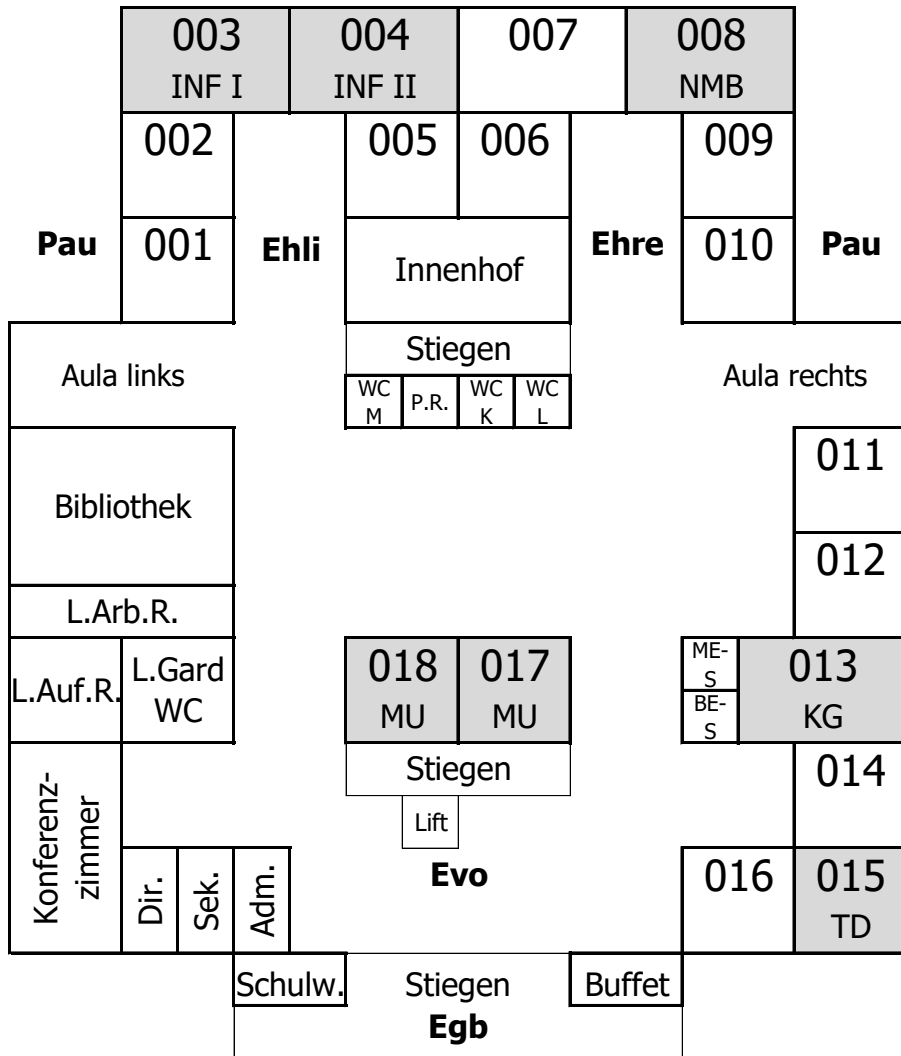 003
INF I
004
INF II
007
008
NMB
002
005
006
009
Pau
001
Ehli
Innenhof
Ehre
010
Pau
Aula links
Stiegen
Aula rechts
WC
M
P.R.
WC
K
WC
L
Bibliothek
011
012
L.Arb.R.
L.Auf.R.
L.Gard
WC
018
MU
017
MU
ME-
S
BE-
S
013
KG
Konferenz-
zimmer
Stiegen
Lift
014
Dir.
Sek.
Adm.
Evo
016
015
TD
Schulw.
Stiegen
Buffet
Egb